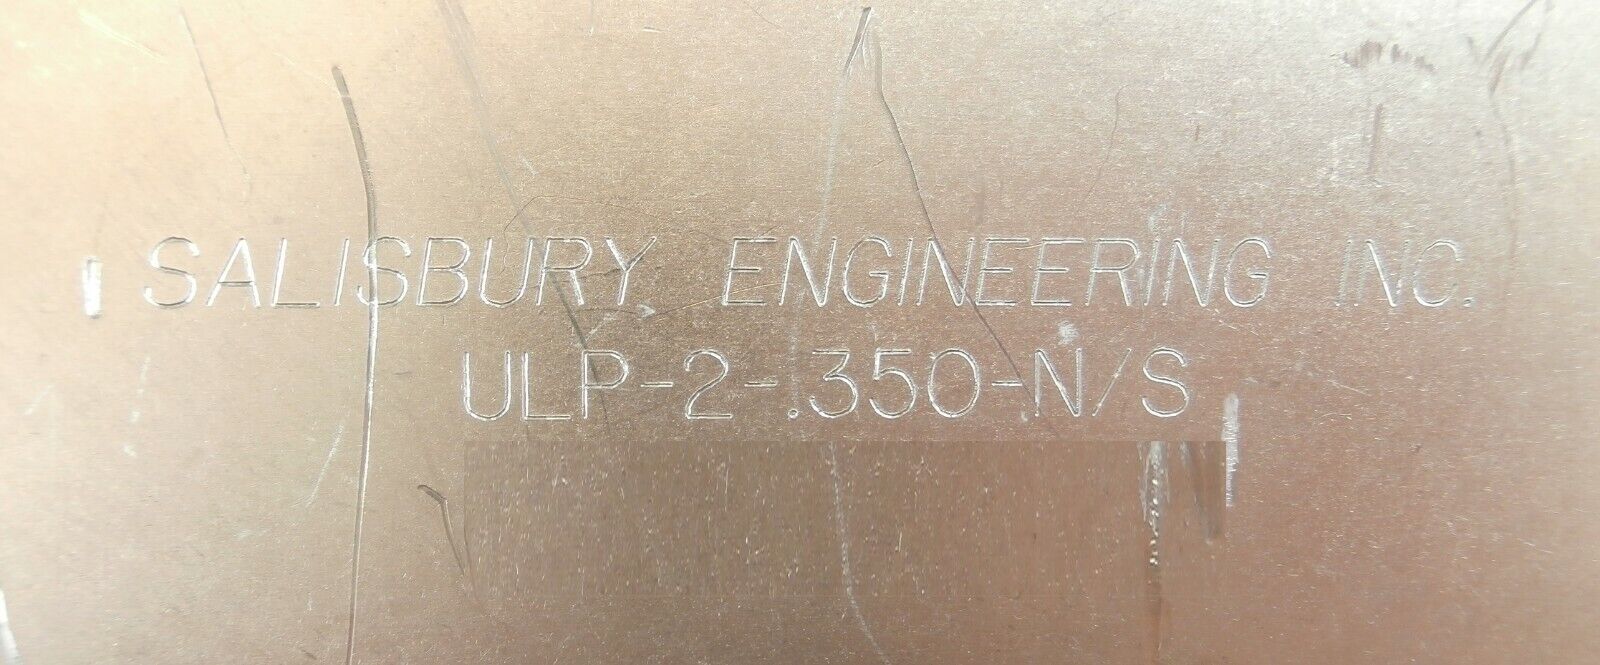 SALISBURY ENGINEERING INC.
ULP-2-.350-N/S